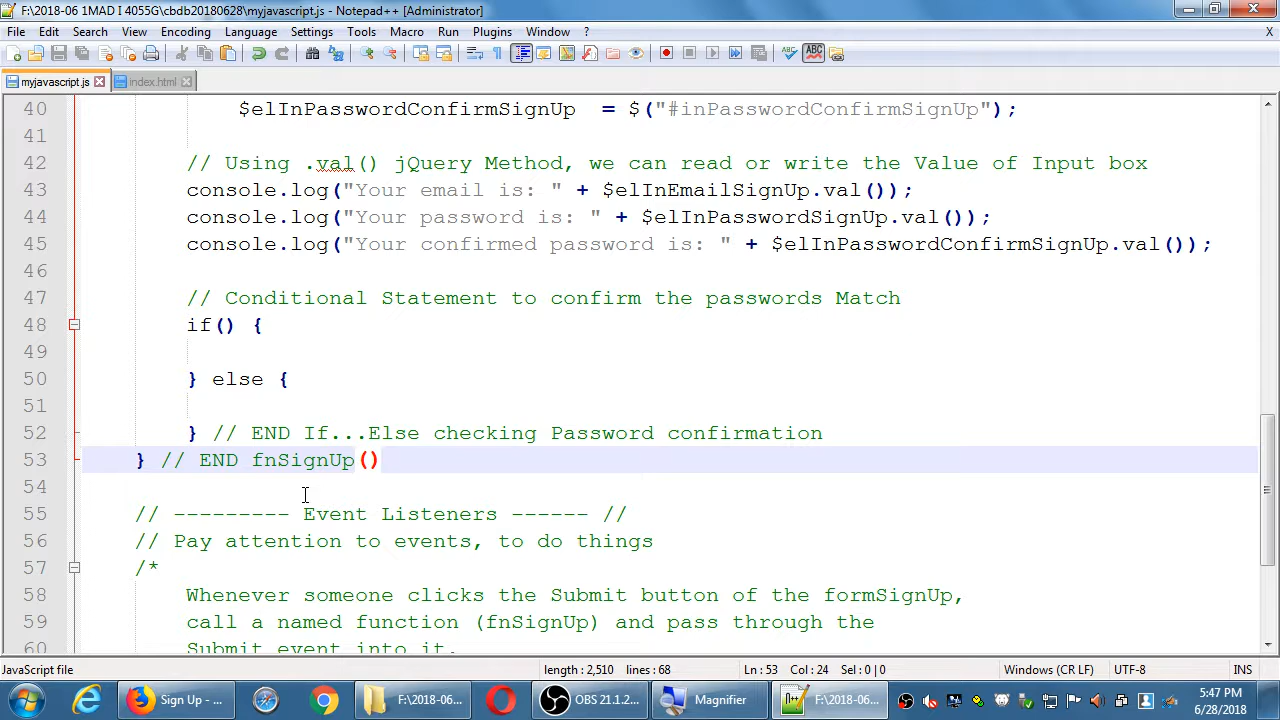 F:\2018-06 1MAD I 4055G\cbdb20180628\myjavascript.js - Notepad++ [Administrator]
File Edit Search View Encoding Language Settings Tools Macro Run Plugins Window ? X
myjavascript.js index.html
40 $elInPasswordConfirmSignUp = $("#inPasswordConfirmSignUp");
41
42 // Using .val() jQuery Method, we can read or write the Value of Input box
43 console.log("Your email is: " + $elInEmailSignUp.val());
44 console.log("Your password is: " + $elInPasswordSignUp.val());
45 console.log("Your confirmed password is: " + $elInPasswordConfirmSignUp.val());
46
47 // Conditional Statement to confirm the passwords Match
48 if() {
49
50 } else {
51
52 } // END If...Else checking Password confirmation
53 } // END fnSignUp()
54
55 // --------- Event Listeners ------ //
56 // Pay attention to events, to do things
57 /*
58 Whenever someone clicks the Submit button of the formSignUp,
59 call a named function (fnSignUp) and pass through the
60 Submit event into it.
JavaScript file length : 2,510 lines : 68 Ln : 53 Col : 24 Sel : 0 | 0 Windows (CR LF) UTF-8 INS
Sign Up - ... F:\2018-06... OBS 21.1.2... Magnifier F:\2018-06... 5:47 PM
6/28/2018